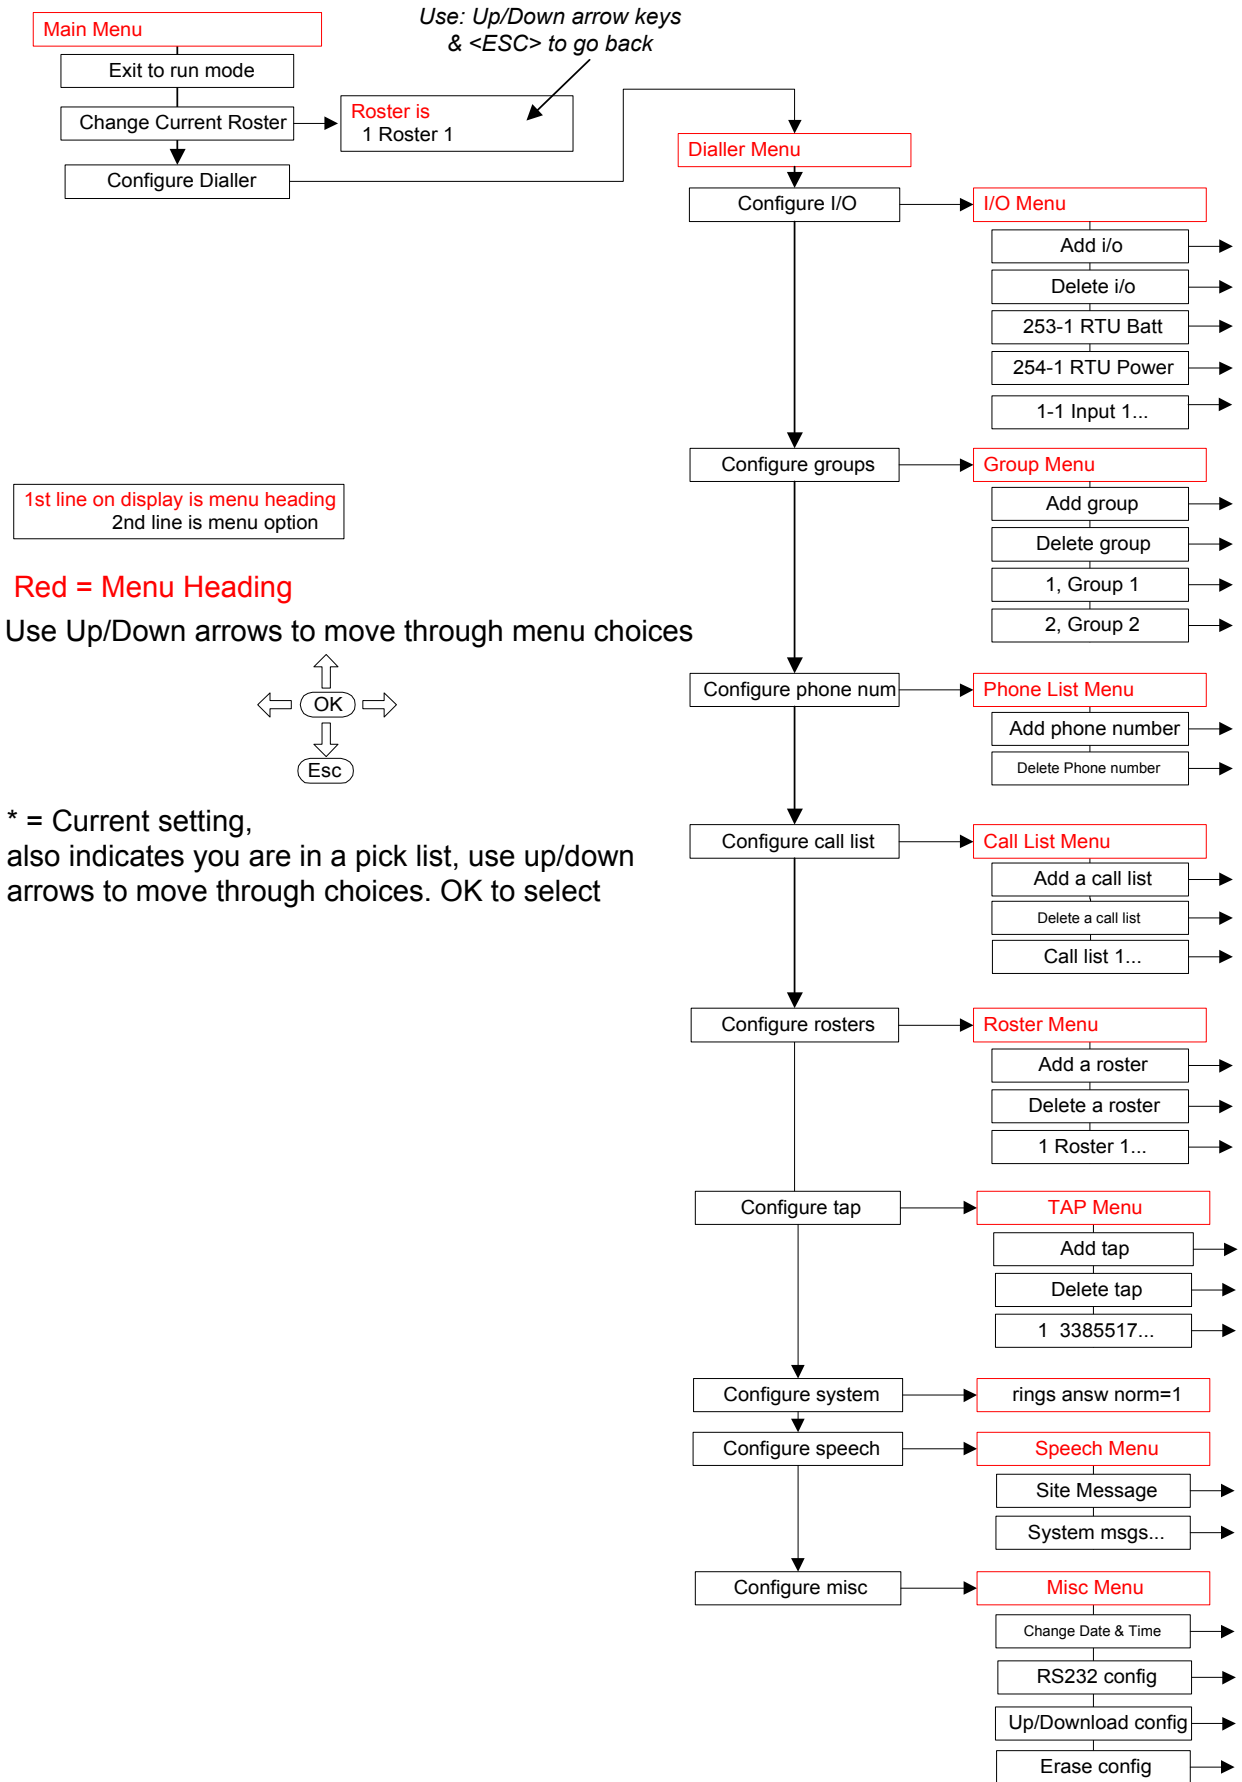 Main Menu
Exit to run mode
Change Current Roster
Configure Dialler
Use: Up/Down arrow keys
& <ESC> to go back
Roster is
1 Roster 1
Dialler Menu
Configure I/O
I/O Menu
Add i/o
Delete i/o
253-1 RTU Batt
254-1 RTU Power
1-1 Input 1...
Configure groups
Group Menu
Add group
Delete group
1, Group 1
2, Group 2
1st line on display is menu heading
2nd line is menu option
Red = Menu Heading
Use Up/Down arrows to move through menu choices
OK
Esc
* = Current setting,
also indicates you are in a pick list, use up/down
arrows to move through choices. OK to select
Configure phone num
Phone List Menu
Add phone number
Delete Phone number
Configure call list
Call List Menu
Add a call list
Delete a call list
Call list 1...
Configure rosters
Roster Menu
Add a roster
Delete a roster
1 Roster 1...
Configure tap
TAP Menu
Add tap
Delete tap
1 3385517...
Configure system
rings answ norm=1
Configure speech
Speech Menu
Site Message
System msgs...
Configure misc
Misc Menu
Change Date & Time
RS232 config
Up/Download config
Erase config